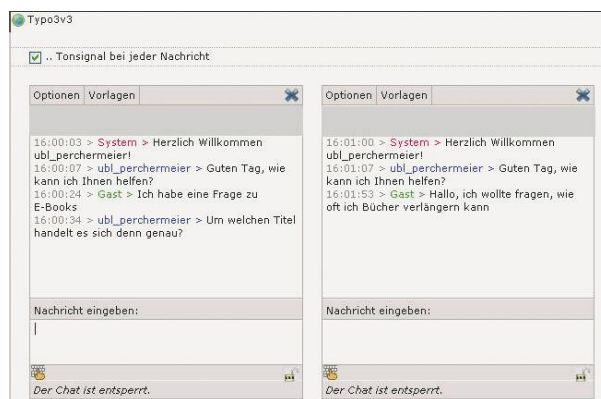 Typo3v3
.. Tonsignal bei jeder Nachricht
Optionen Vorlagen
16:00:03 > System > Herzlich Willkommen
ubl_perchermeier!
16:00:07 > ubl_perchermeier > Guten Tag, wie
kann ich Ihnen helfen?
16:00:24 > Gast > Ich habe eine Frage zu
E-Books
16:00:34 > ubl_perchermeier > Um welchen Titel
handelt es sich denn genau?
Nachricht eingeben:
Der Chat ist entsperrt.
Optionen Vorlagen
16:01:00 > System > Herzlich Willkommen
ubl_perchermeier!
16:01:07 > ubl_perchermeier > Guten Tag, wie
kann ich Ihnen helfen?
16:01:53 > Gast > Hallo, ich wollte fragen, wie
oft ich Bücher verlängern kann
Nachricht eingeben:
Der Chat ist entsperrt.